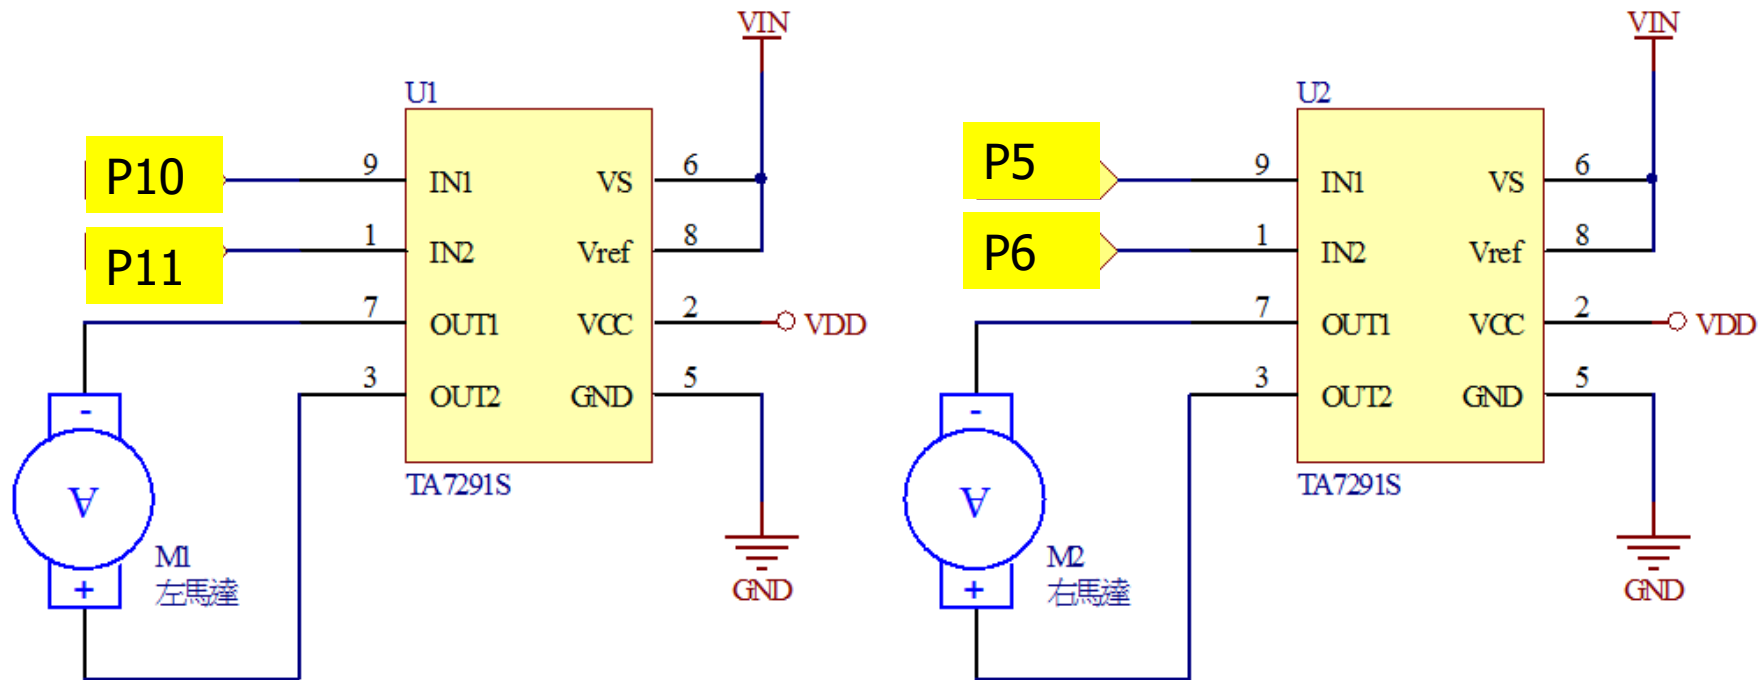 VIN
U1
P10
9
IN1
VS
6
P11
1
IN2
Vref
8
7
OUT1
VCC
2
VDD
3
OUT2
GND
5
-
A
+
TA7291S
M1
左馬達
GND
VIN
U2
P5
9
IN1
VS
6
P6
1
IN2
Vref
8
7
OUT1
VCC
2
VDD
3
OUT2
GND
5
-
A
+
TA7291S
M2
右馬達
GND